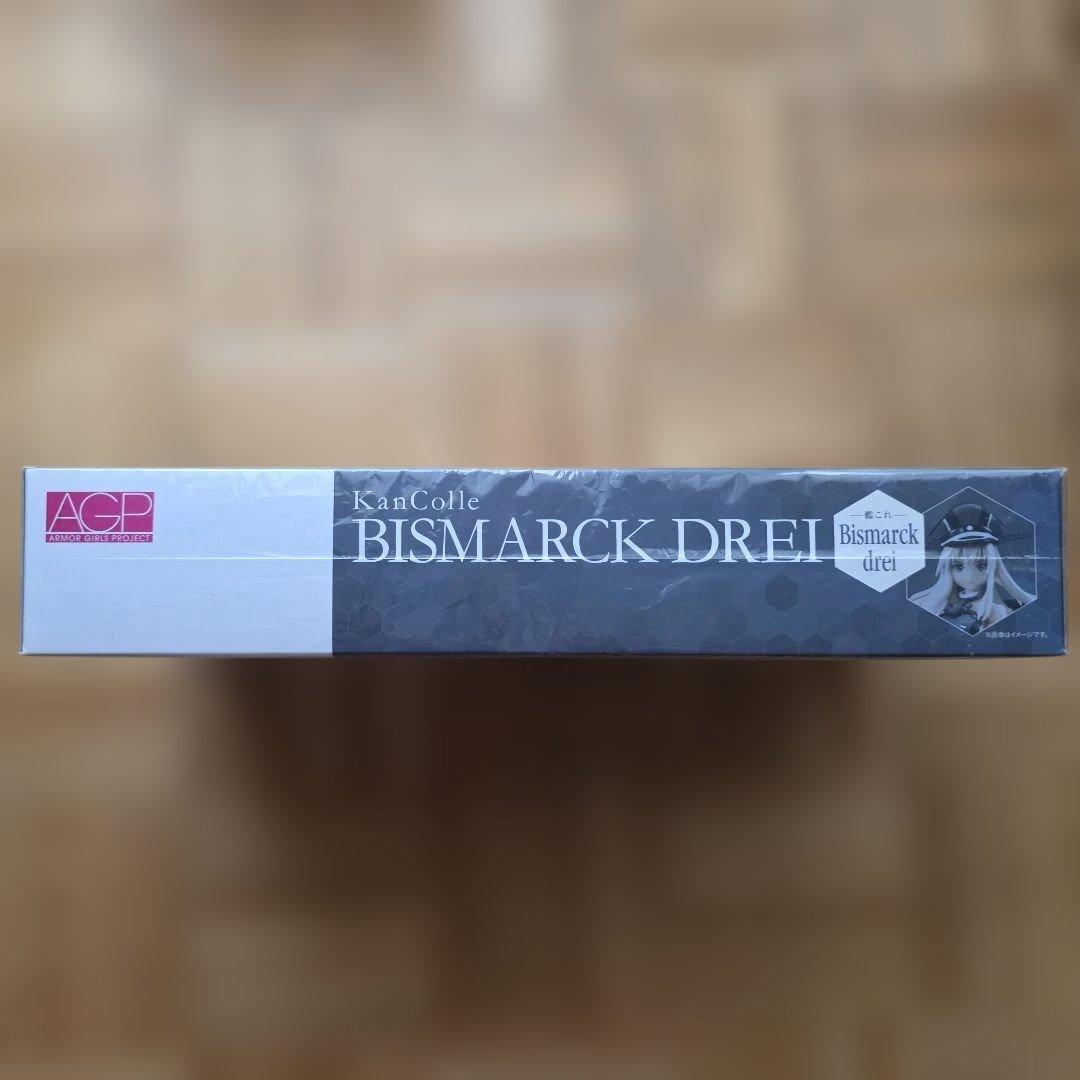 AGP
ARMOR GIRLS PROJECT
KanColle
BISMARCK DREI
艦これ
Bismarck
drei
※画像はイメージです。